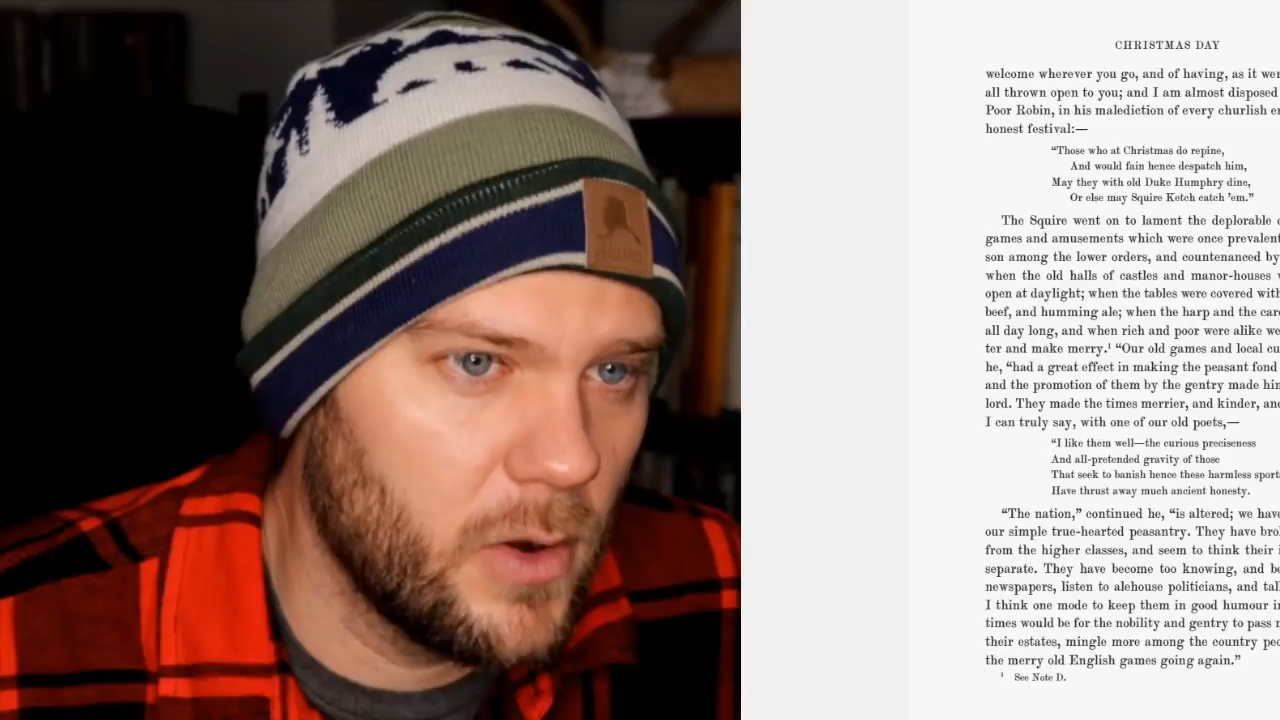 CHRISTMAS DAY
welcome wherever you go, and of having, as it
all thrown open to you; and I am almost disposed
Poor Robin, in his malediction of every churlish
honest festival:—
“Those who at Christmas do repine,
And would fain hence despatch him,
May they with old Duke Humphry dine,
Or else may Squire Ketch catch ’em.”
The Squire went on to lament the deplorable
games and amusements which were once prevalent
son among the lower orders, and countenanced by
when the old halls of castles and manor-houses
open at daylight; when the tables were covered with
beef, and humming ale; when the harp and the
all day long, and when rich and poor were alike
ter and make merry.¹ “Our old games and local
he, “had a great effect in making the peasant fond
and the promotion of them by the gentry made
lord. They made the times merrier, and kinder,
I can truly say, with one of our old poets,—
“I like them well—the curious preciseness
And all-pretended gravity of those
That seek to banish hence these harmless
Have thrust away much ancient honesty.
“The nation,” continued he, “is altered; we have
our simple true-hearted peasantry. They have
from the higher classes, and seem to think their
separate. They have become too knowing, and
newspapers, listen to alehouse politicians, and
I think one mode to keep them in good humour
times would be for the nobility and gentry to pass
their estates, mingle more among the country
the merry old English games going again.”
¹ See Note D.